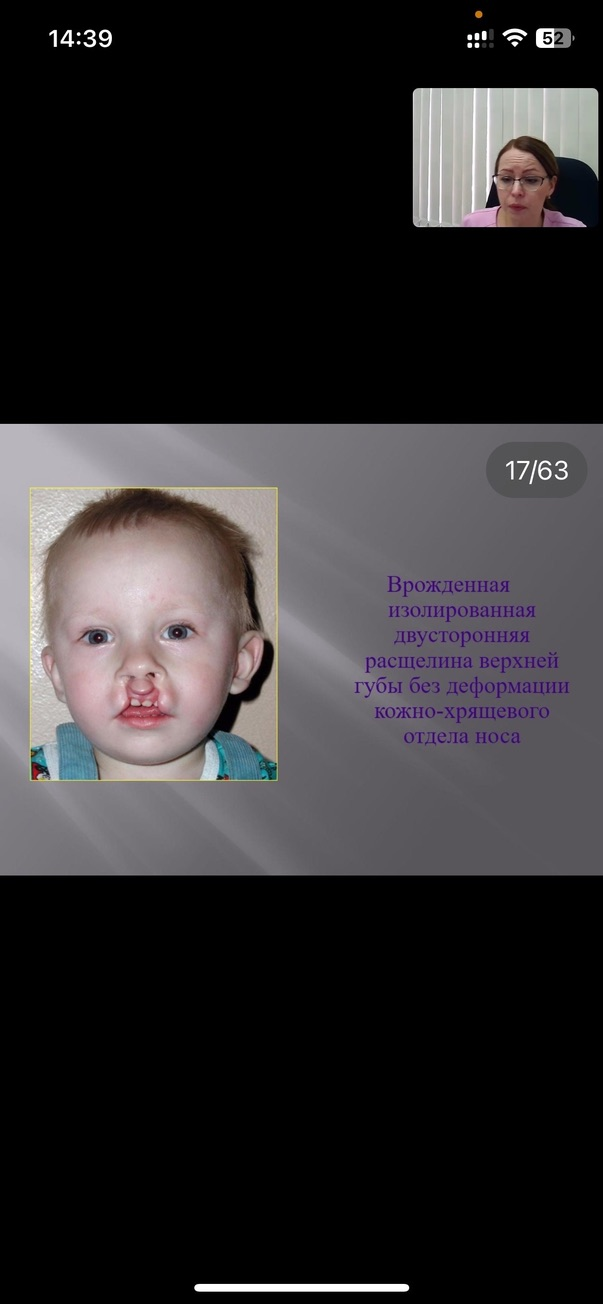 14:39
52
17/63
Врожденная
изолированная
двусторонняя
расщелина верхней
губы без деформации
кожно-хрящевого
отдела носа